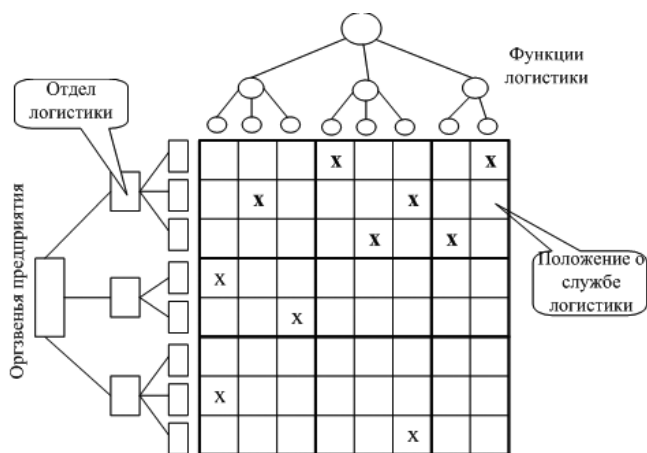 Функции
логистики
Отдел
логистики
х
х
х
х
х
х
Положение о
службе
логистики
х
х
х
х
Оргзвенья предприятия